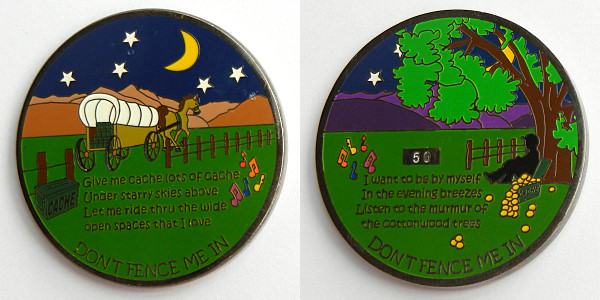 Give me cache lots of cache
Under starry skies above
Let me ride thru the wide
open spaces that I love
CACHE
DON'T FENCE ME IN
50
I want to be by myself
In the evening breezes
Listen to the murmur of
the cottonwood trees
DON'T FENCE ME IN